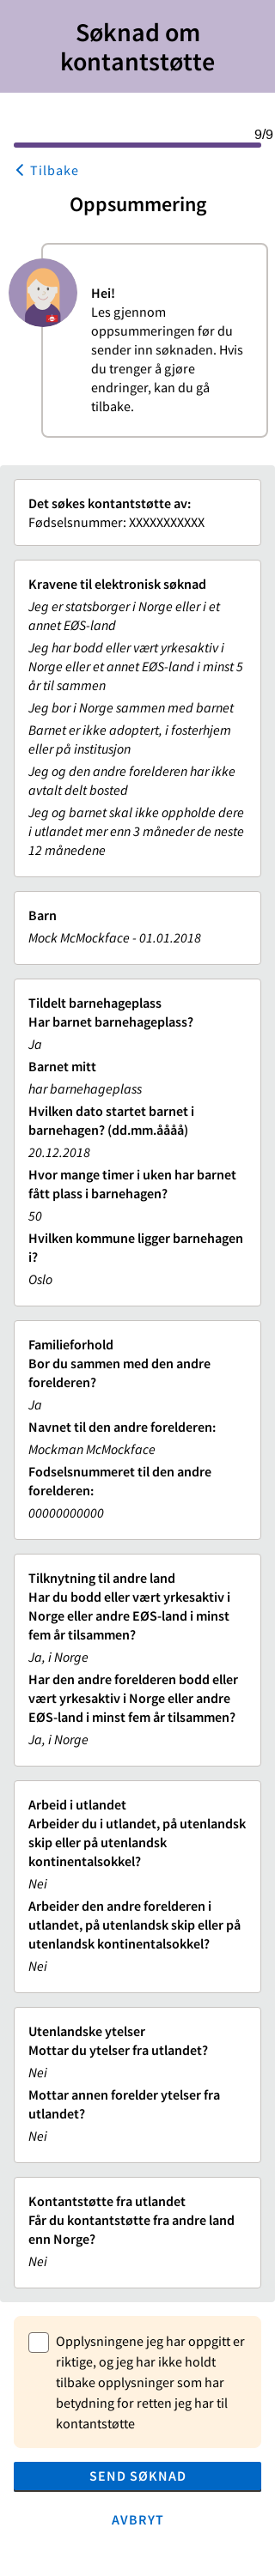 Søknad om
kontantstøtte
9/9
Tilbake
Oppsummering
Hei!
Les gjennom
oppsummeringen før du
sender inn søknaden. Hvis
du trenger å gjøre
endringer, kan du gå
tilbake.
Det søkes kontantstøtte av:
Fødselsnummer: XXXXXXXXXXX
Kravene til elektronisk søknad
Jeg er statsborger i Norge eller i et
annet EØS-land
Jeg har bodd eller vært yrkesaktiv i
Norge eller et annet EØS-land i minst 5
år til sammen
Jeg bor i Norge sammen med barnet
Barnet er ikke adoptert, i fosterhjem
eller på institusjon
Jeg og den andre forelderen har ikke
avtalt delt bosted
Jeg og barnet skal ikke oppholde dere
i utlandet mer enn 3 måneder de neste
12 månedene
Barn
Mock McMockface - 01.01.2018
Tildelt barnehageplass
Har barnet barnehageplass?
Ja
Barnet mitt
har barnehageplass
Hvilken dato startet barnet i
barnehagen? (dd.mm.åååå)
20.12.2018
Hvor mange timer i uken har barnet
fått plass i barnehagen?
50
Hvilken kommune ligger barnehagen
i?
Oslo
Familieforhold
Bor du sammen med den andre
forelderen?
Ja
Navnet til den andre forelderen:
Mockman McMockface
Fodselsnummeret til den andre
forelderen:
00000000000
Tilknytning til andre land
Har du bodd eller vært yrkesaktiv i
Norge eller andre EØS-land i minst
fem år tilsammen?
Ja, i Norge
Har den andre forelderen bodd eller
vært yrkesaktiv i Norge eller andre
EØS-land i minst fem år tilsammen?
Ja, i Norge
Arbeid i utlandet
Arbeider du i utlandet, på utenlandsk
skip eller på utenlandsk
kontinentalsokkel?
Nei
Arbeider den andre forelderen i
utlandet, på utenlandsk skip eller på
utenlandsk kontinentalsokkel?
Nei
Utenlandske ytelser
Mottar du ytelser fra utlandet?
Nei
Mottar annen forelder ytelser fra
utlandet?
Nei
Kontantstøtte fra utlandet
Får du kontantstøtte fra andre land
enn Norge?
Nei
Opplysningene jeg har oppgitt er
riktige, og jeg har ikke holdt
tilbake opplysninger som har
betydning for retten jeg har til
kontantstøtte
SEND SØKNAD
AVBRYT